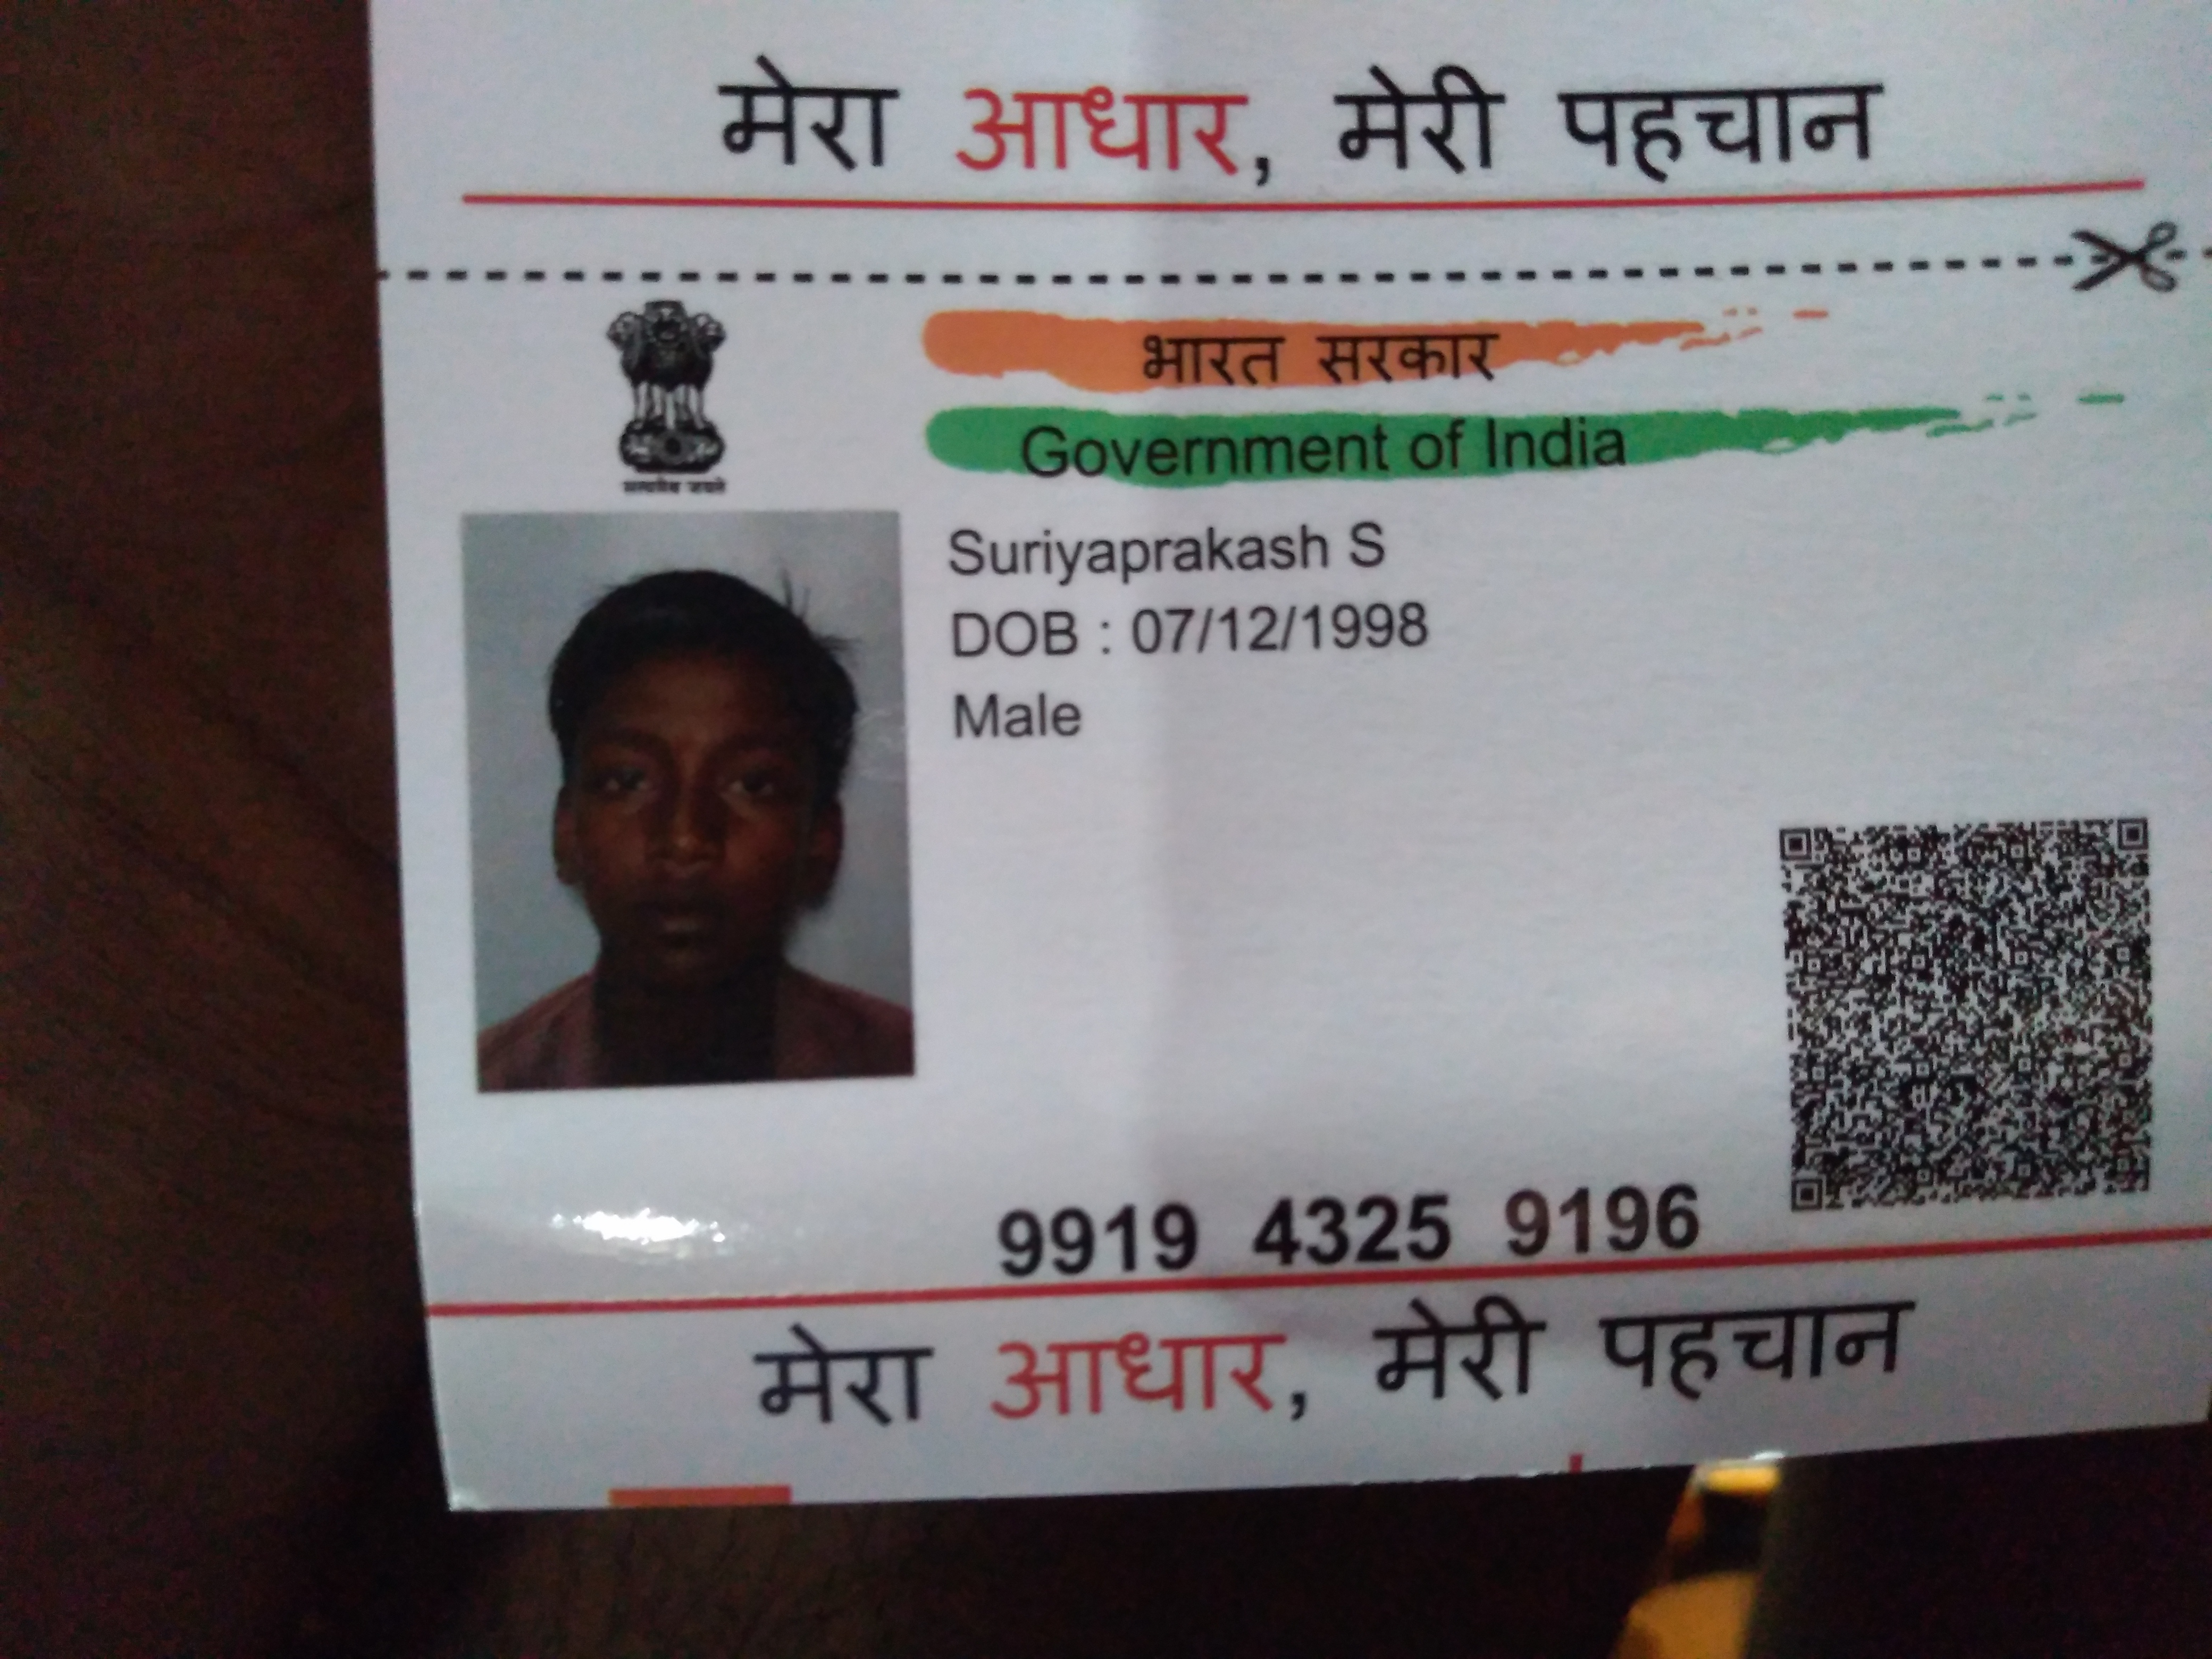 मेरा आधार, मेरी पहचान
भारत सरकार
Government of India
सत्यमेव जयते
Suriyaprakash S
DOB : 07/12/1998
Male
9919 4325 9196
मेरा आधार, मेरी पहचान